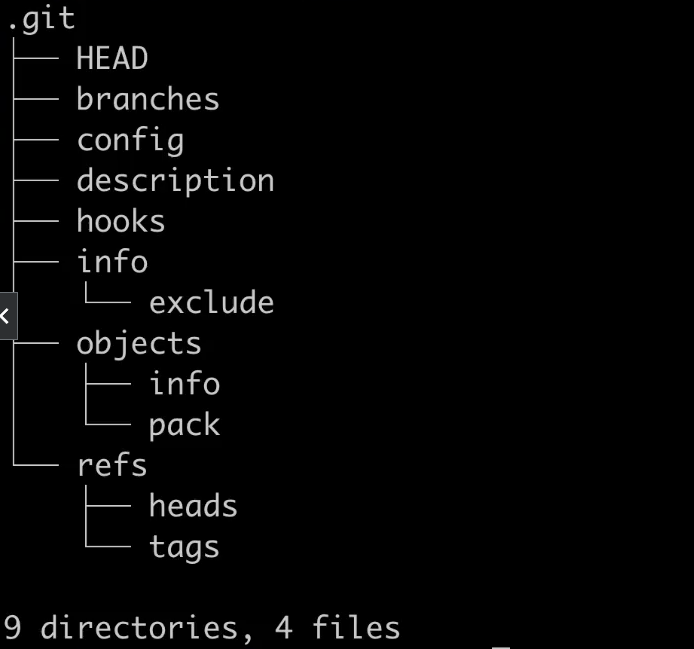 .git
├── HEAD
├── branches
├── config
├── description
├── hooks
├── info
│   └── exclude
├── objects
│   ├── info
│   └── pack
└── refs
    ├── heads
    └── tags
9 directories, 4 files